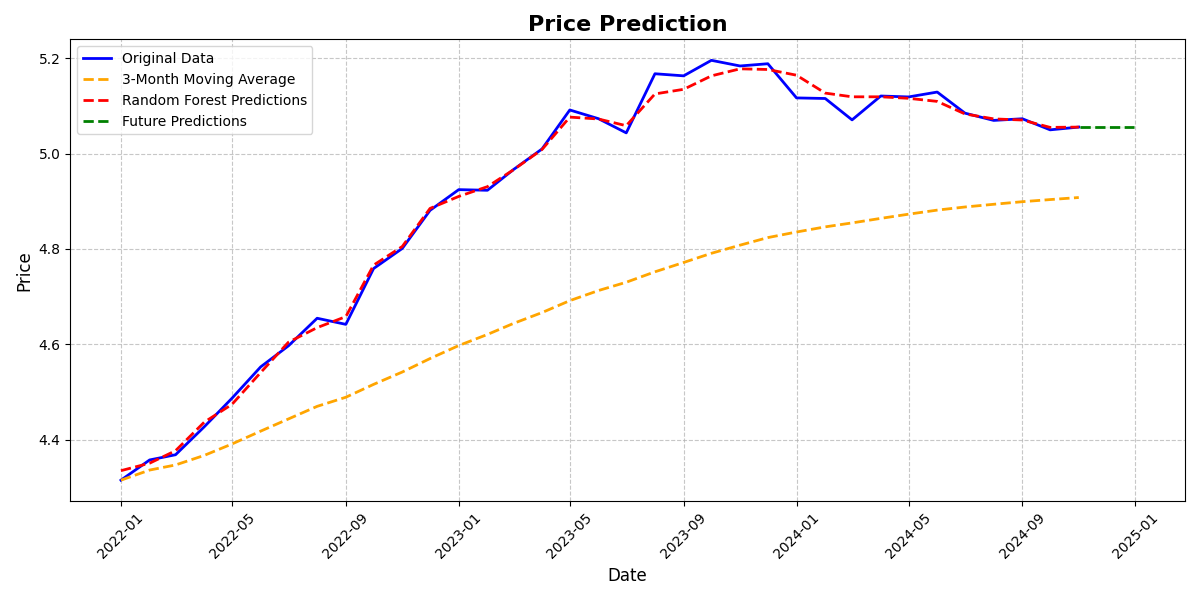 Price Prediction
Original Data
3-Month Moving Average
Random Forest Predictions
Future Predictions
5.2
5.0
4.8
4.6
4.4
Price
2022-01
2022-05
2022-09
2023-01
2023-05
2023-09
2024-01
2024-05
2024-09
2025-01
Date